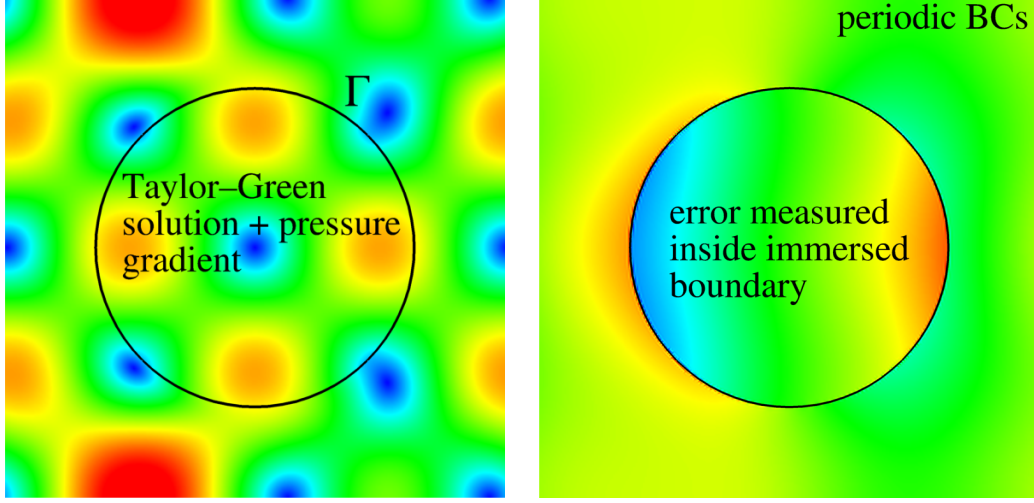 Γ
Taylor–Green
solution + pressure
gradient
periodic BCs
error measured
inside immersed
boundary